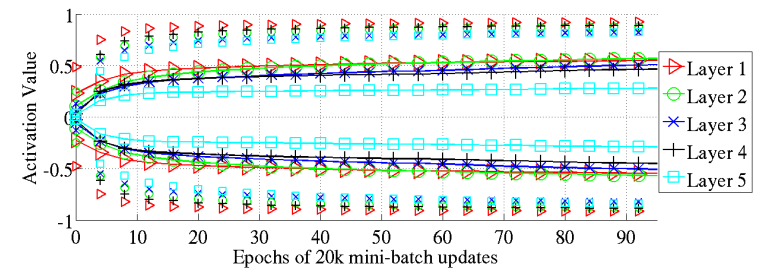 1
0.5
0
-0.5
-1
Activation Value
0 10 20 30 40 50 60 70 80 90
Epochs of 20k mini-batch updates
Layer 1
Layer 2
Layer 3
Layer 4
Layer 5